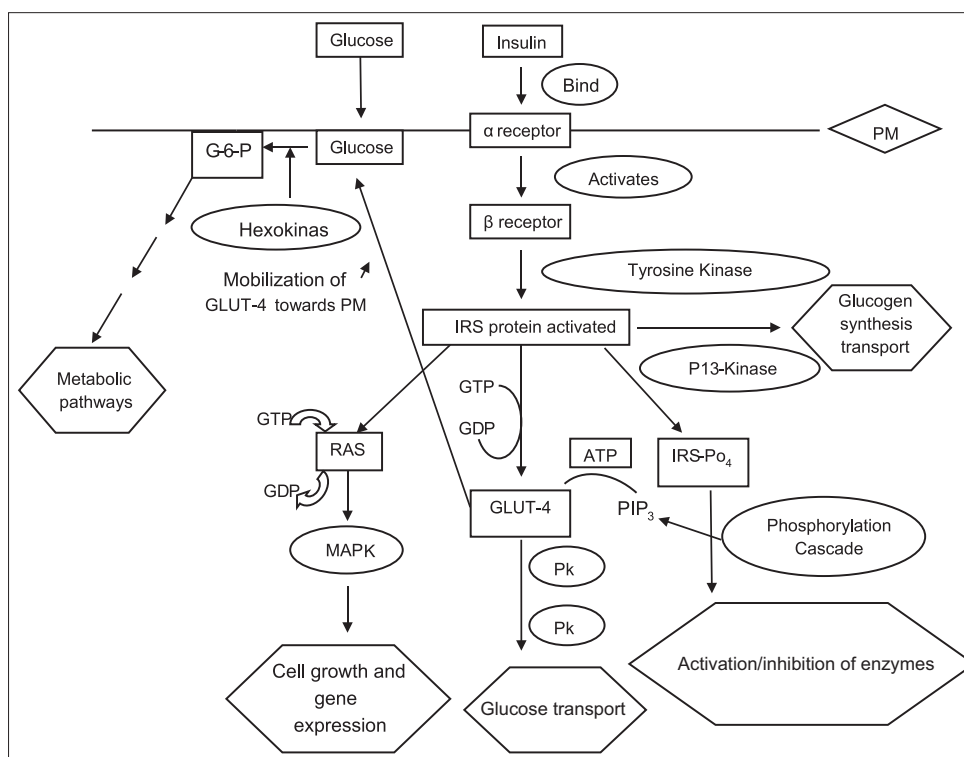 Glucose
Insulin
Bind
α receptor
PM
G-6-P
Glucose
Activates
β receptor
Hexokinas
Tyrosine Kinase
Mobilization of
GLUT-4 towards PM
IRS protein activated
Glucogen
synthesis
transport
P13-Kinase
Metabolic
pathways
GTP
GDP
GTP
RAS
GDP
ATP
IRS-Po₄
GLUT-4
PIP₃
Phosphorylation
Cascade
MAPK
Pk
Pk
Cell growth and
gene
expression
Glucose transport
Activation/inhibition of enzymes